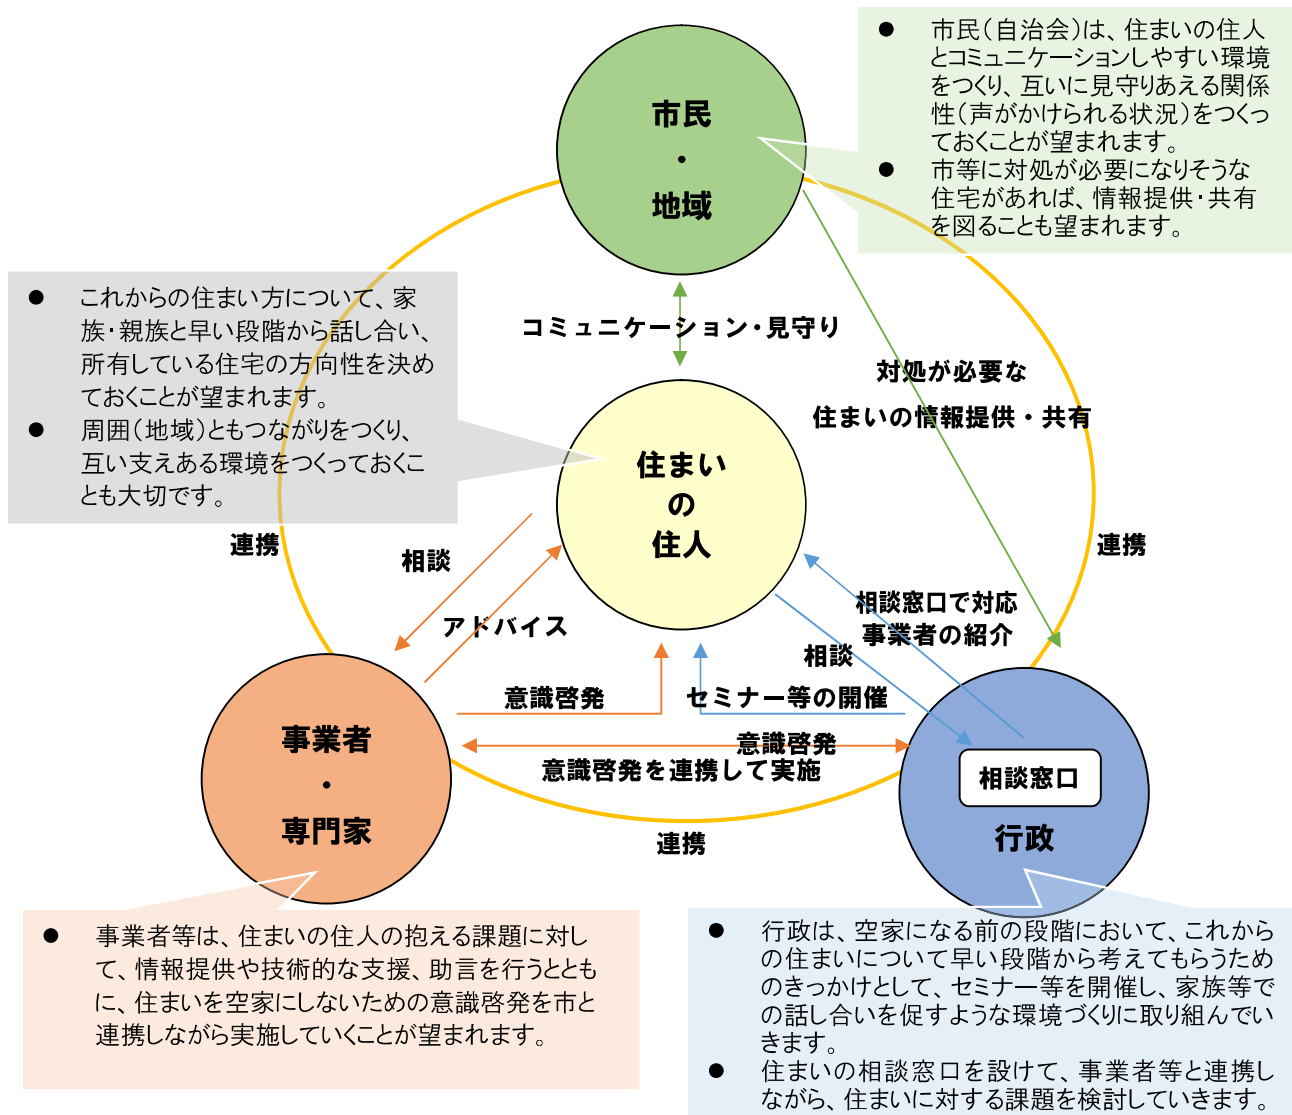 市民
・
地域
● 市民（自治会）は、住まいの住人
とコミュニケーションしやすい環境
をつくり、互いに見守りあえる関係
性（声がかけられる状況）をつくっ
ておくことが望まれます。
● 市等に対処が必要になりそうな
住宅があれば、情報提供・共有
を図ることも望まれます。
● これからの住まい方について、家
族・親族と早い段階から話し合い、
所有している住宅の方向性を決め
ておくことが望まれます。
● 周囲（地域）ともつながりをつくり、
互い支えある環境をつくっておくこ
とも大切です。
コミュニケーション・見守り
対処が必要な
住まいの情報提供・共有
住まい
の
住人
連携
連携
相談
アドバイス
相談窓口で対応
事業者の紹介
相談
意識啓発
セミナー等の開催
意識啓発
意識啓発を連携して実施
事業者
・
専門家
相談窓口
行政
連携
● 事業者等は、住まいの住人の抱える課題に対し
て、情報提供や技術的な支援、助言を行うととも
に、住まいを空家にしないための意識啓発を市と
連携しながら実施していくことが望まれます。
● 行政は、空家になる前の段階において、これから
の住まいについて早い段階から考えてもらうため
のきっかけとして、セミナー等を開催し、家族等で
の話し合いを促すような環境づくりに取り組んでい
きます。
● 住まいの相談窓口を設けて、事業者等と連携し
ながら、住まいに対する課題を検討していきます。